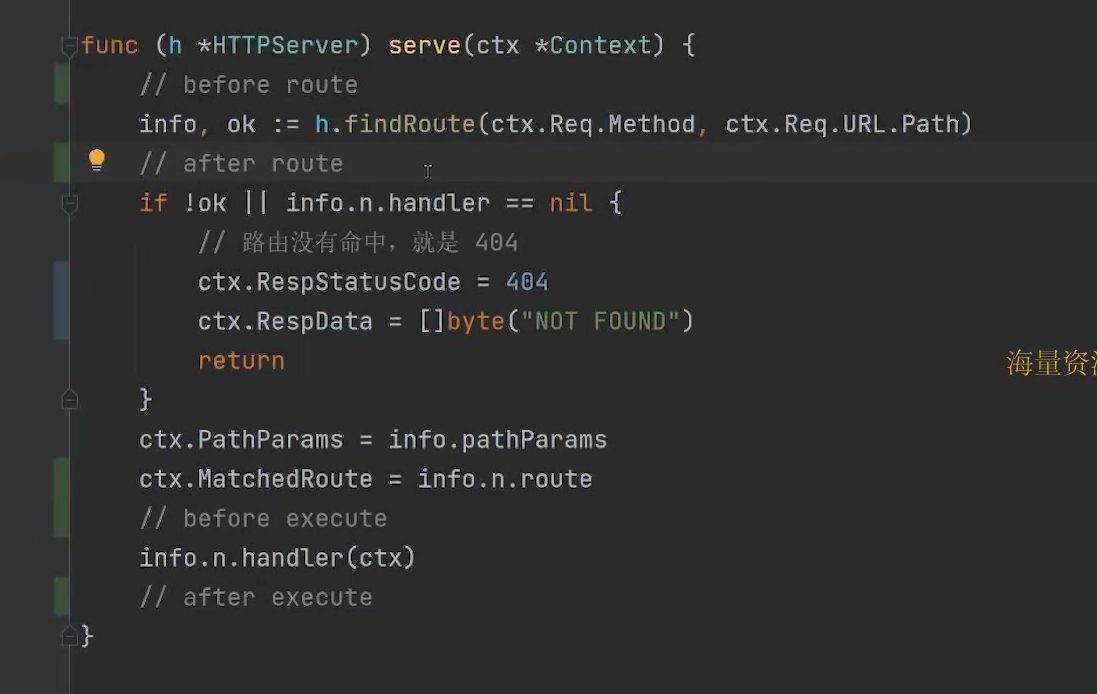 func (h *HTTPServer) serve(ctx *Context) {
// before route
info, ok := h.findRoute(ctx.Req.Method, ctx.Req.URL.Path)
// after route
if !ok || info.n.handler == nil {
// 路由没有命中，就是 404
ctx.RespStatusCode = 404
ctx.RespData = []byte("NOT FOUND")
return
海量资
}
ctx.PathParams = info.pathParams
ctx.MatchedRoute = info.n.route
// before execute
info.n.handler(ctx)
// after execute
}